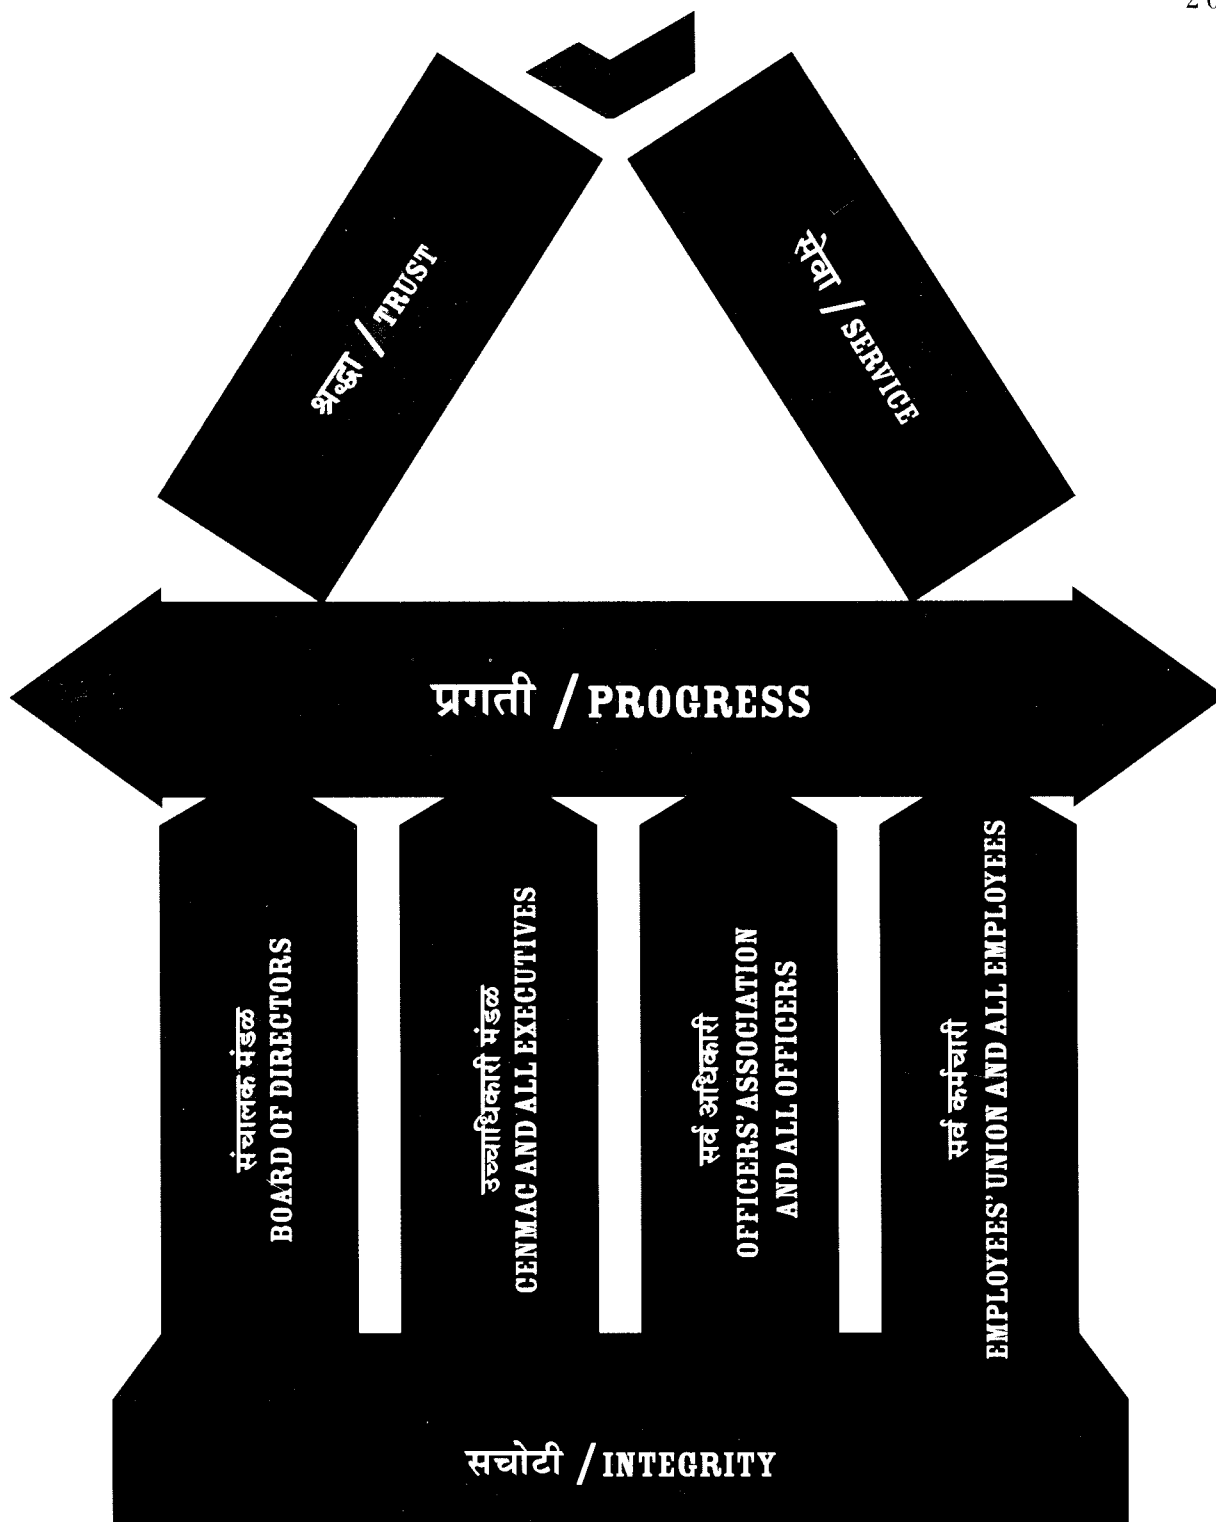 श्रद्धा / TRUST
सेवा / SERVICE
प्रगती / PROGRESS
संचालक मंडळ
BOARD OF DIRECTORS
उच्चाधिकारी मंडळ
CENMAC AND ALL EXECUTIVES
सर्व अधिकारी
OFFICERS' ASSOCIATION
AND ALL OFFICERS
सर्व कर्मचारी
EMPLOYEES' UNION AND ALL EMPLOYEES
सचोटी / INTEGRITY